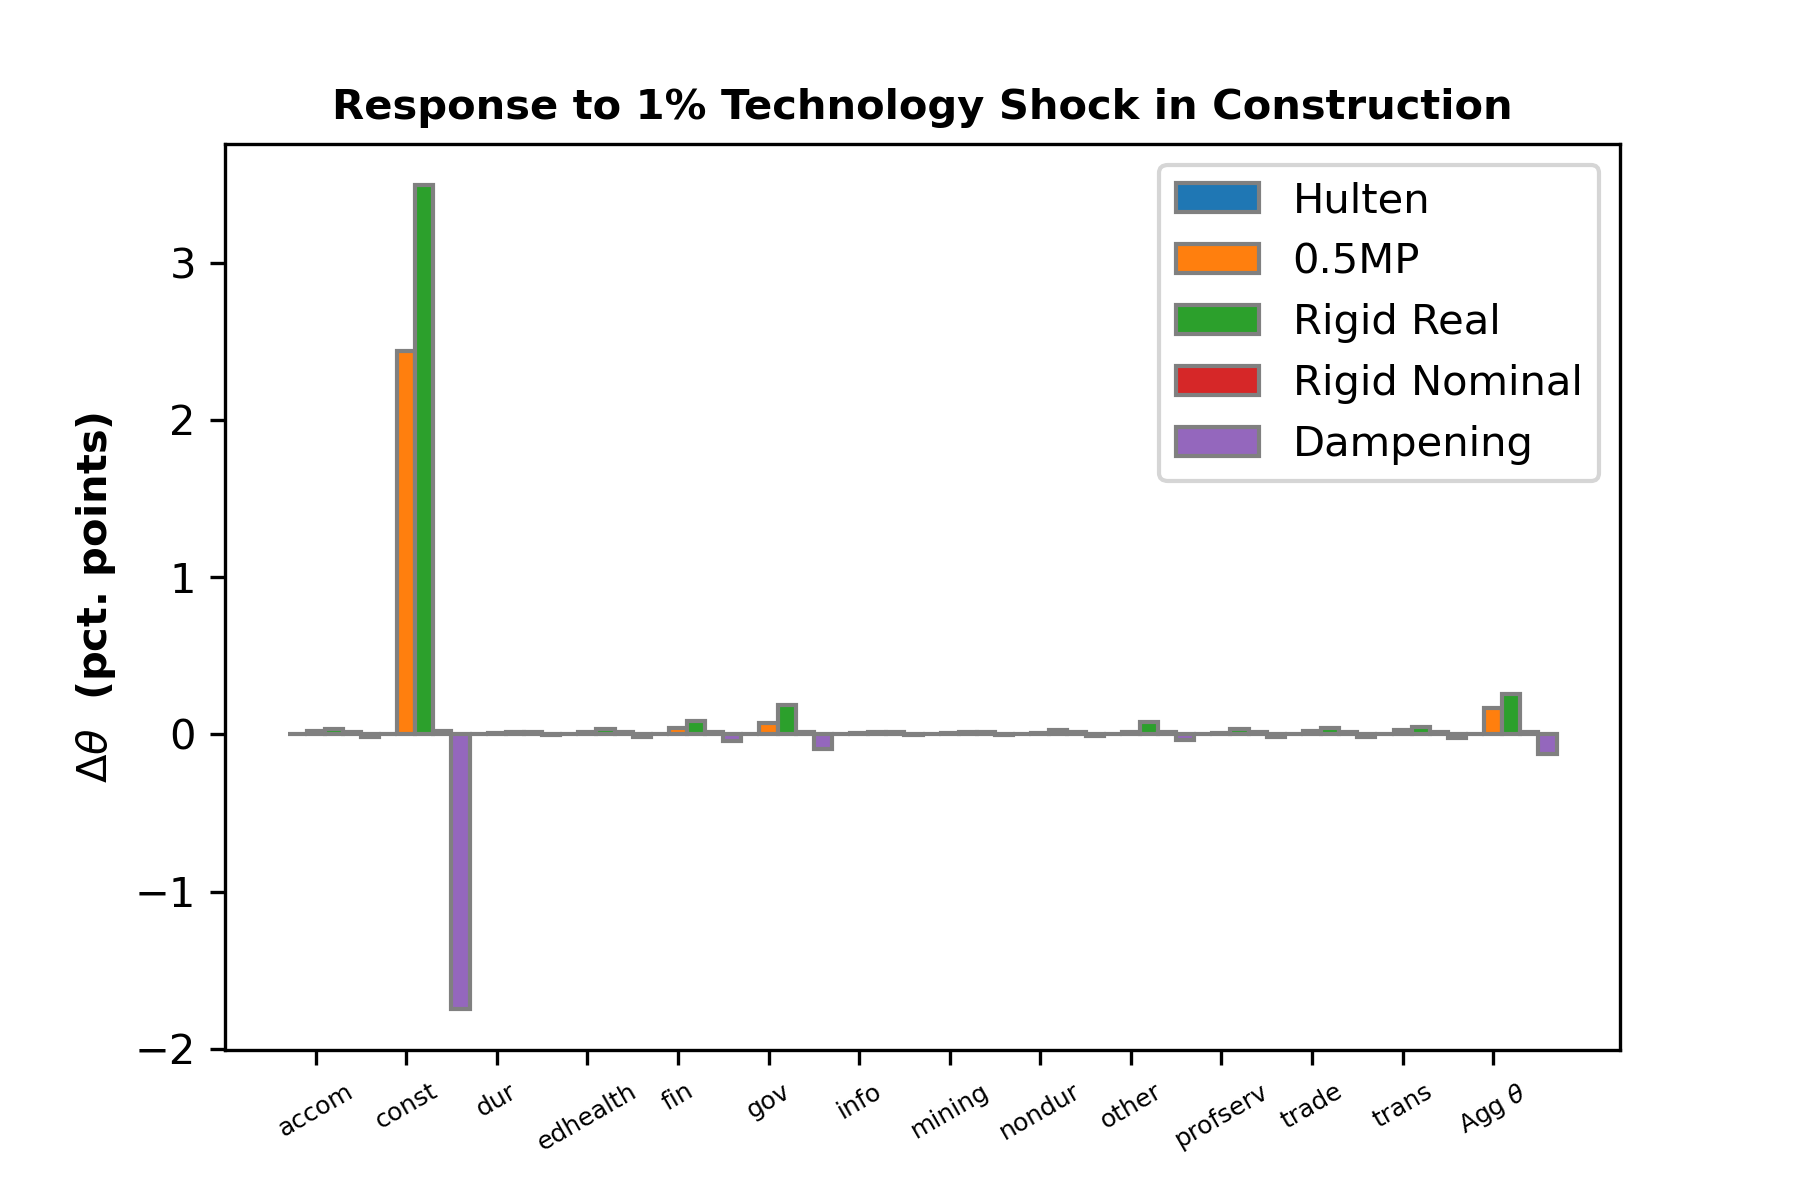 Response to 1% Technology Shock in Construction
Hulten
0.5MP
Rigid Real
Rigid Nominal
Dampening
Δθ (pct. points)
3
2
1
0
−1
−2
accom
const
dur
edhealth
fin
gov
info
mining
nondur
other
profserv
trade
trans
Agg θ